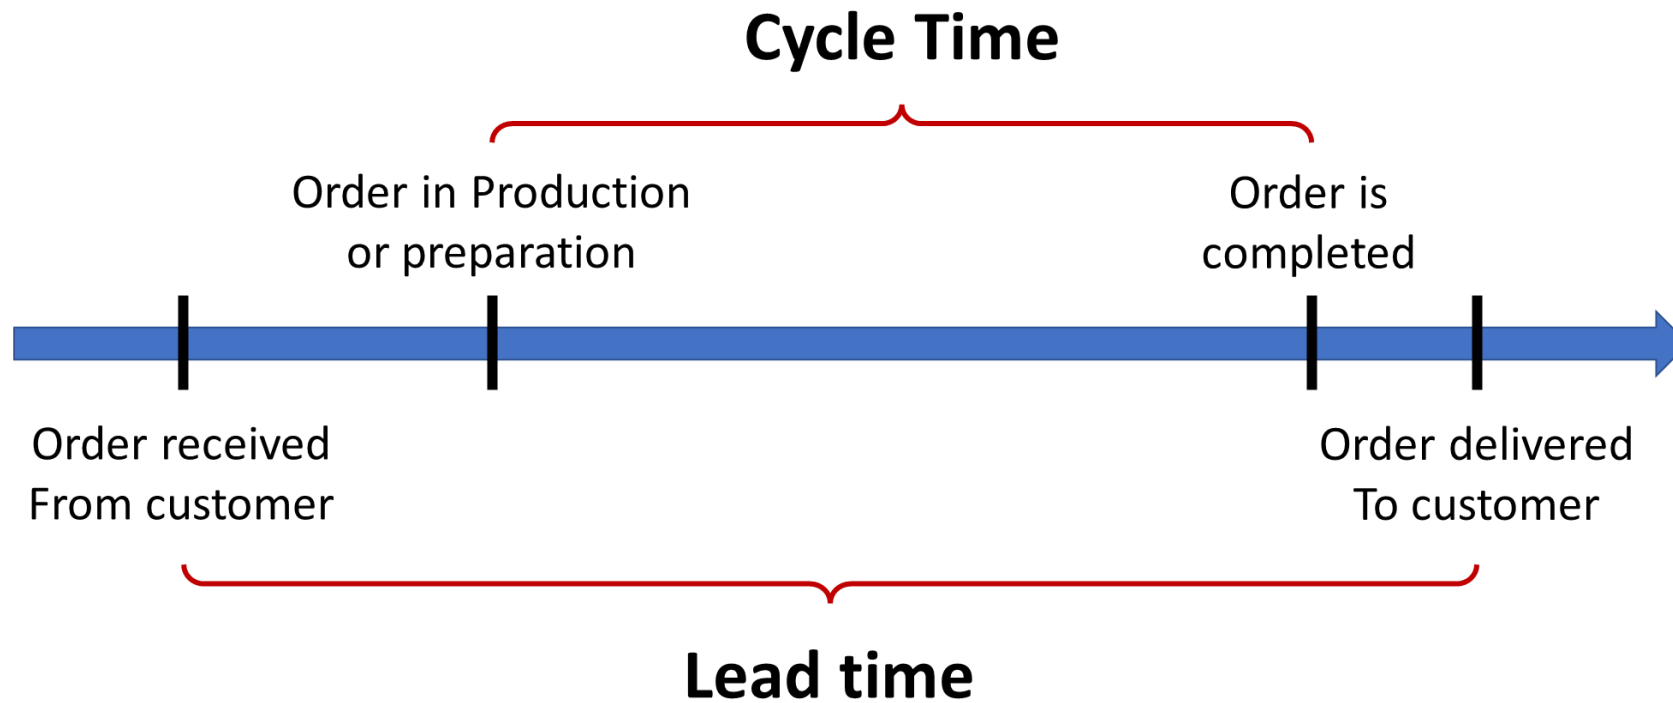 Cycle Time
Order in Production
or preparation
Order is
completed
Order received
From customer
Order delivered
To customer
Lead time